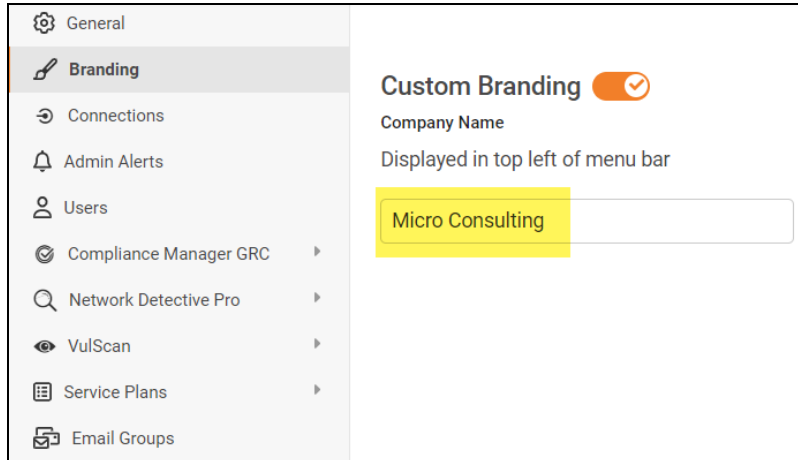 General
Branding
Connections
Admin Alerts
Users
Compliance Manager GRC
Network Detective Pro
VulScan
Service Plans
Email Groups
Custom Branding
Company Name
Displayed in top left of menu bar
Micro Consulting